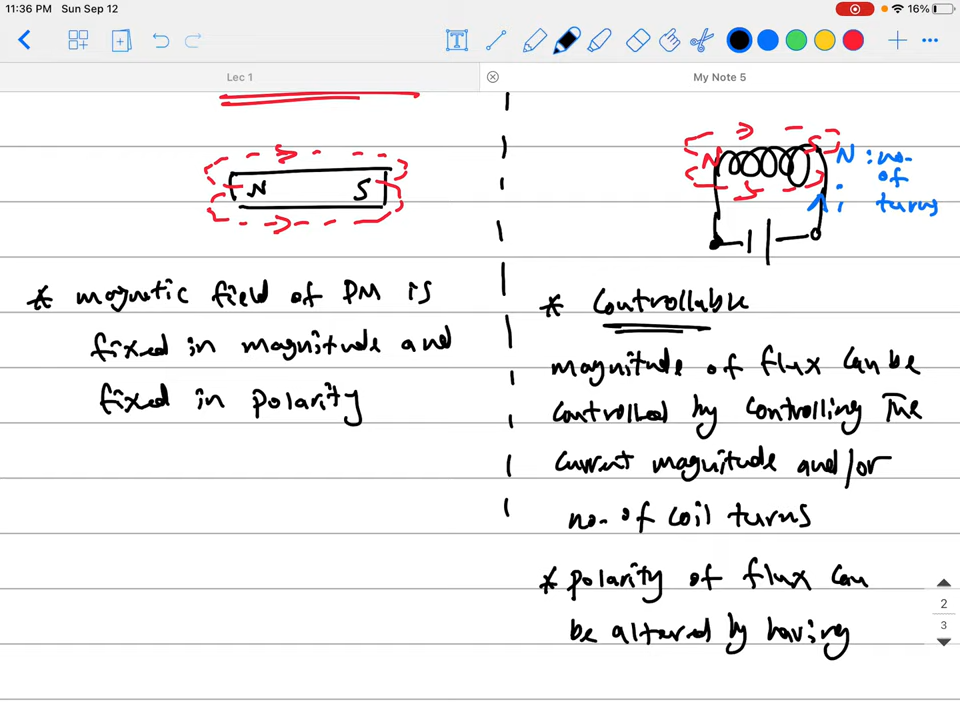 11:36 PM Sun Sep 12
16%
Lec 1
My Note 5
N S
N S
N : no.
of
i turns
* magnetic field of PM is
fixed in magnitude and
fixed in polarity
* Controllable
magnitude of flux can be
controlled by controlling The
current magnitude and/or
no. of coil turns
* polarity of flux can
be altered by having
2
3